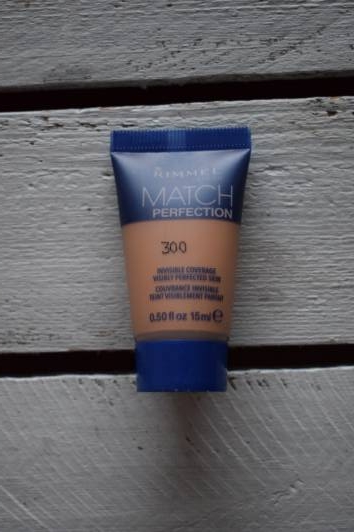 RIMMEL
MATCH
PERFECTION
300
INVISIBLE COVERAGE
VISIBLY PERFECTED SKIN
COUVRANCE INVISIBLE
TEINT VISIBLEMENT PARFAIT
0.50 fl oz 15ml ℮